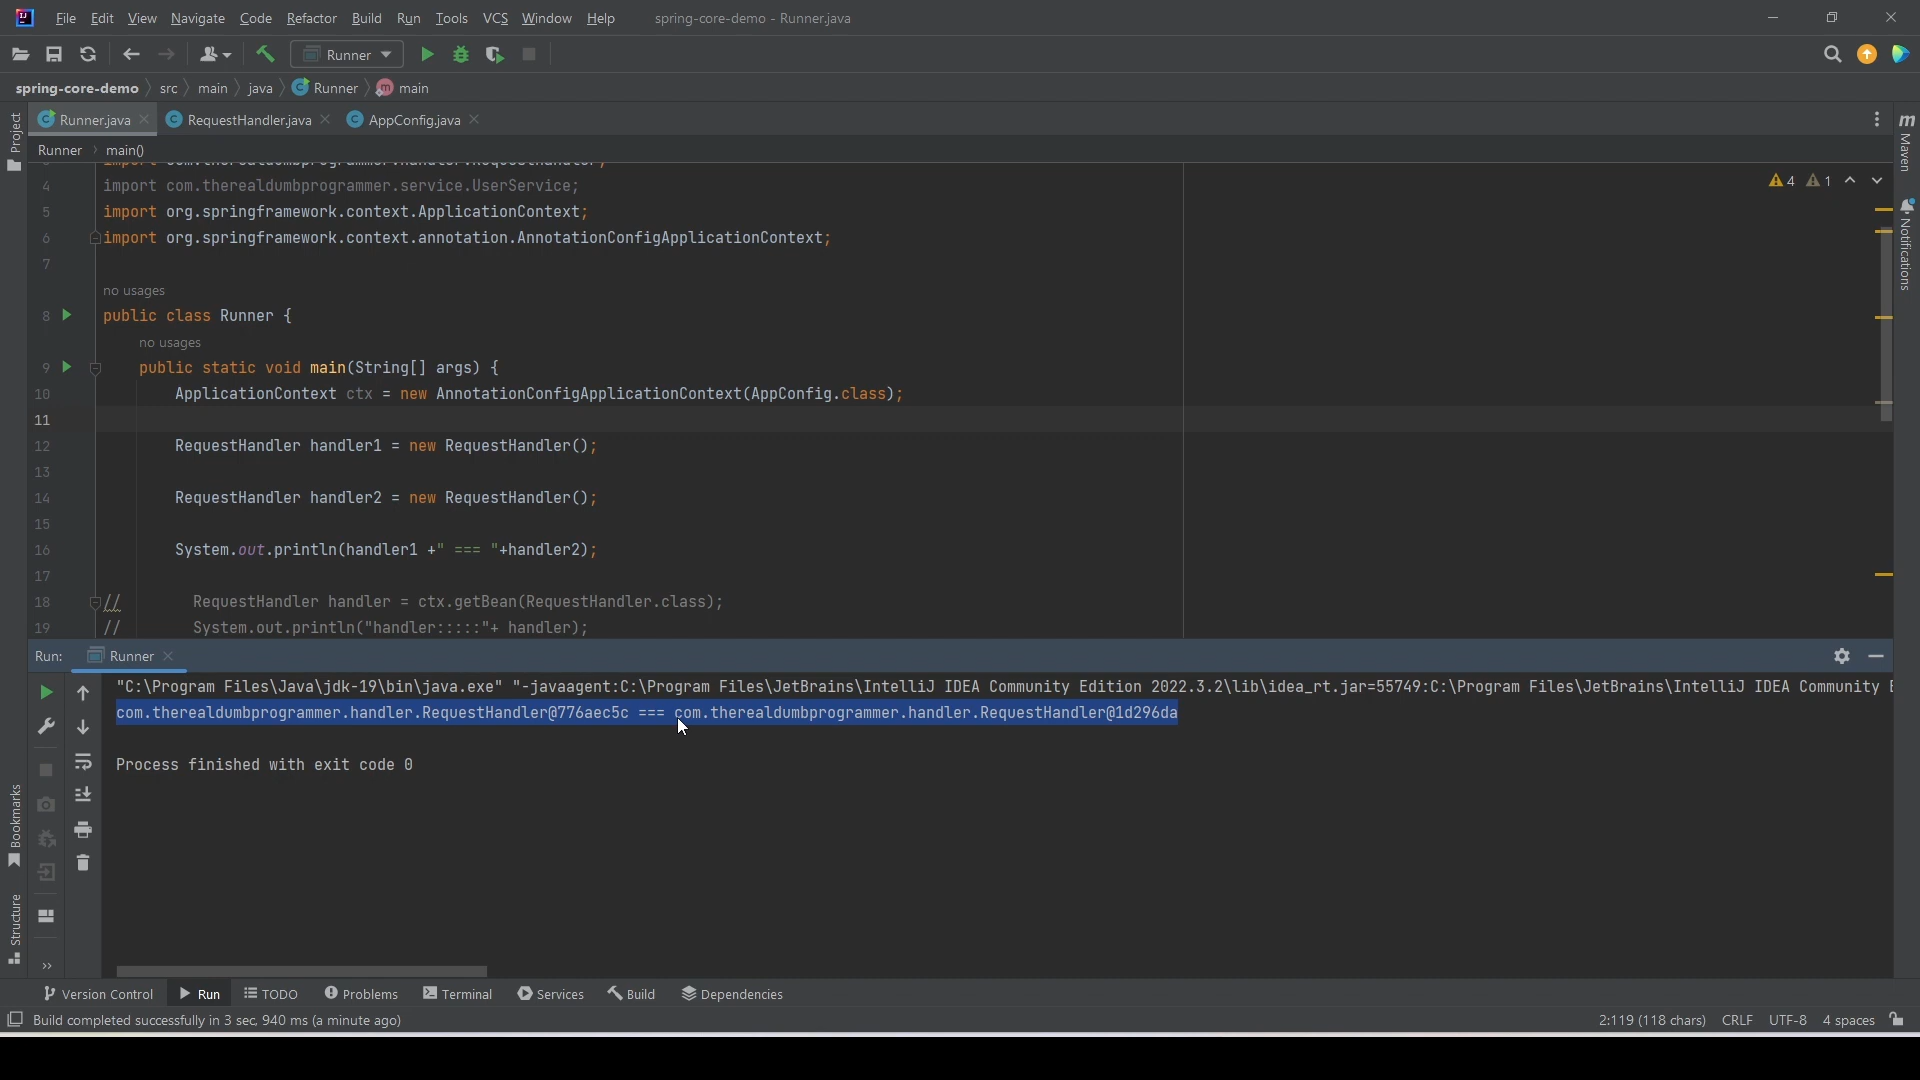 File Edit View Navigate Code Refactor Build Run Tools VCS Window Help spring-core-demo - Runner.java
Runner
spring-core-demo src main java Runner main
Runner.java RequestHandler.java AppConfig.java
Runner main()
4 import com.therealdumbprogrammer.service.UserService;
4 1
5 import org.springframework.context.ApplicationContext;
6 import org.springframework.context.annotation.AnnotationConfigApplicationContext;
7
no usages
8 public class Runner {
no usages
9 public static void main(String[] args) {
10 ApplicationContext ctx = new AnnotationConfigApplicationContext(AppConfig.class);
11
12 RequestHandler handler1 = new RequestHandler();
13
14 RequestHandler handler2 = new RequestHandler();
15
16 System.out.println(handler1 +" === "+handler2);
17
18 // RequestHandler handler = ctx.getBean(RequestHandler.class);
19 // System.out.println("handler:::::"+ handler);
Run: Runner
"C:\Program Files\Java\jdk-19\bin\java.exe" "-javaagent:C:\Program Files\JetBrains\IntelliJ IDEA Community Edition 2022.3.2\lib\idea_rt.jar=55749:C:\Program Files\JetBrains\IntelliJ IDEA Community
com.therealdumbprogrammer.handler.RequestHandler@776aec5c === com.therealdumbprogrammer.handler.RequestHandler@1d296da
Process finished with exit code 0
Project
Bookmarks
Structure
Maven
Notifications
Version Control Run TODO Problems Terminal Services Build Dependencies
Build completed successfully in 3 sec, 940 ms (a minute ago) 2:119 (118 chars) CRLF UTF-8 4 spaces